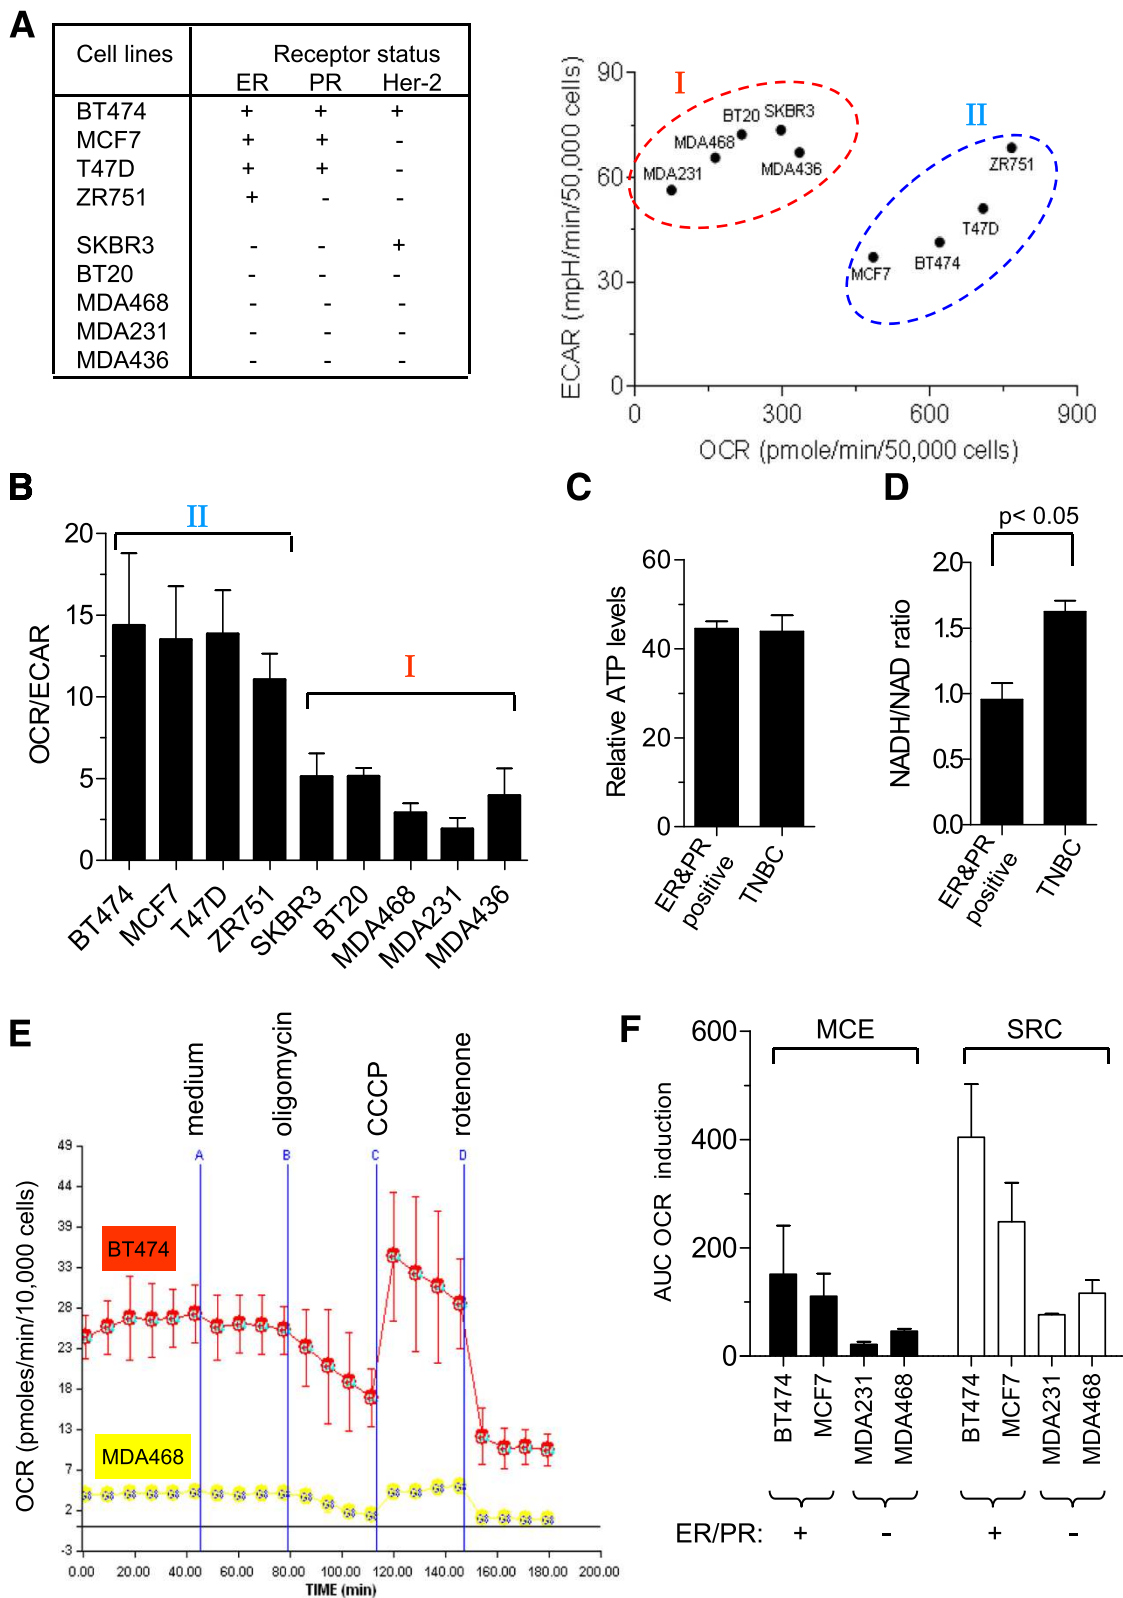 A
Cell lines Receptor status
ER PR Her-2
BT474 + + +
MCF7 + + -
T47D + + -
ZR751 + - -
SKBR3 - - +
BT20 - - -
MDA468 - - -
MDA231 - - -
MDA436 - - -
ECAR (mpH/min/50,000 cells)
90
60
30
0
I
II
BT20 SKBR3
MDA468
MDA436
MDA231
ZR751
T47D
BT474
MCF7
0 300 600 900
OCR (pmole/min/50,000 cells)
B
OCR/ECAR
20
15
10
5
0
II
I
BT474 MCF7 T47D ZR751 SKBR3 BT20 MDA468 MDA231 MDA436
C
Relative ATP levels
60
40
20
0
ER&PR
positive
TNBC
D
p< 0.05
NADH/NAD ratio
2.0
1.5
1.0
0.5
0.0
ER&PR
positive
TNBC
E
medium oligomycin CCCP rotenone
A B C D
OCR (pmoles/min/10,000 cells)
49
44
39
33
28
23
18
13
7
2
-3
BT474
MDA468
0.00 20.00 40.00 60.00 80.00 100.00 120.00 140.00 160.00 180.00 200.00
TIME (min)
F
AUC OCR induction
600
400
200
0
MCE SRC
BT474 MCF7 MDA231 MDA468 BT474 MCF7 MDA231 MDA468
ER/PR: + - + -